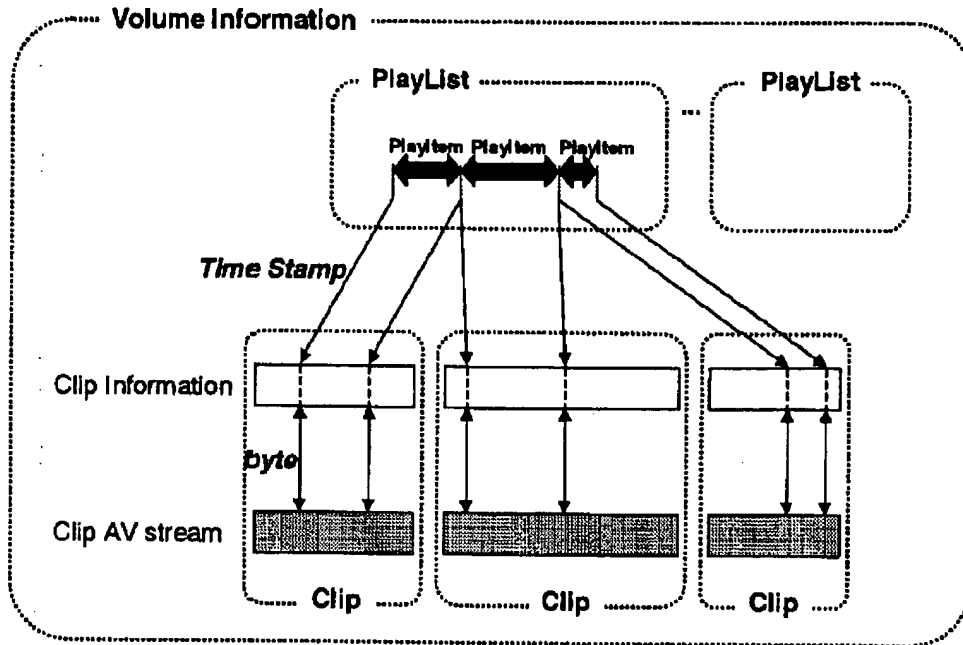 Volume Information
PlayList
PlayList
...
PlayItem PlayItem PlayItem
Time Stamp
Clip Information
byte
Clip AV stream
Clip
Clip
Clip